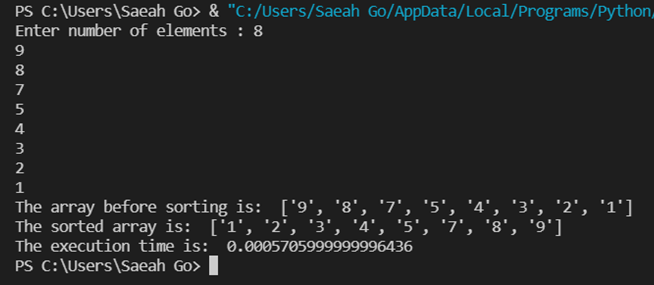 PS C:\Users\Saeah Go> & "C:/Users/Saeah Go/AppData/Local/Programs/Python/
Enter number of elements : 8
9
8
7
5
4
3
2
1
The array before sorting is:  ['9', '8', '7', '5', '4', '3', '2', '1']
The sorted array is:  ['1', '2', '3', '4', '5', '7', '8', '9']
The execution time is:  0.0005705999999996436
PS C:\Users\Saeah Go>